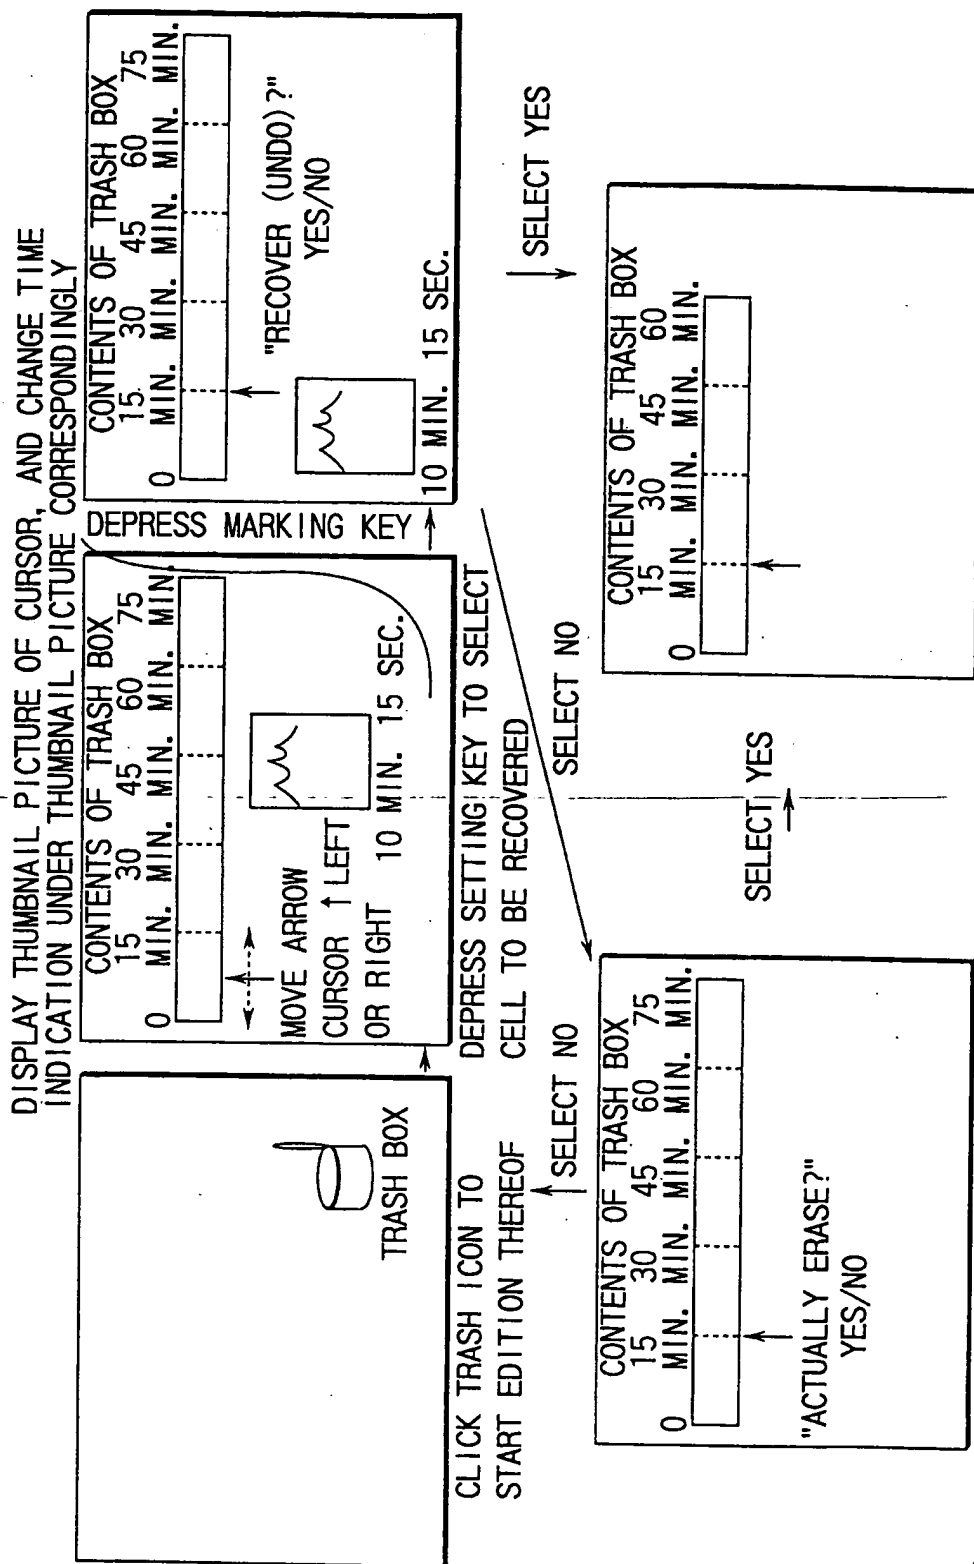 DISPLAY THUMBNAIL PICTURE OF CURSOR, AND CHANGE TIME
INDICATION UNDER THUMBNAIL PICTURE CORRESPONDINGLY
TRASH BOX
CLICK TRASH ICON TO
START EDITION THEREOF
CONTENTS OF TRASH BOX
15 30 45 60 75
0 MIN. MIN. MIN. MIN. MIN.
MOVE ARROW
CURSOR ↑ LEFT
OR RIGHT
10 MIN. 15 SEC.
DEPRESS SETTING KEY TO SELECT
CELL TO BE RECOVERED
DEPRESS MARKING KEY
CONTENTS OF TRASH BOX
15 30 45 60 75
0 MIN. MIN. MIN. MIN. MIN.
"RECOVER (UNDO)?"
YES/NO
10 MIN. 15 SEC.
SELECT NO
SELECT NO
SELECT YES
CONTENTS OF TRASH BOX
15 30 45 60 75
0 MIN. MIN. MIN. MIN. MIN.
"ACTUALLY ERASE?"
YES/NO
SELECT YES
CONTENTS OF TRASH BOX
15 30 45 60
0 MIN. MIN. MIN. MIN.